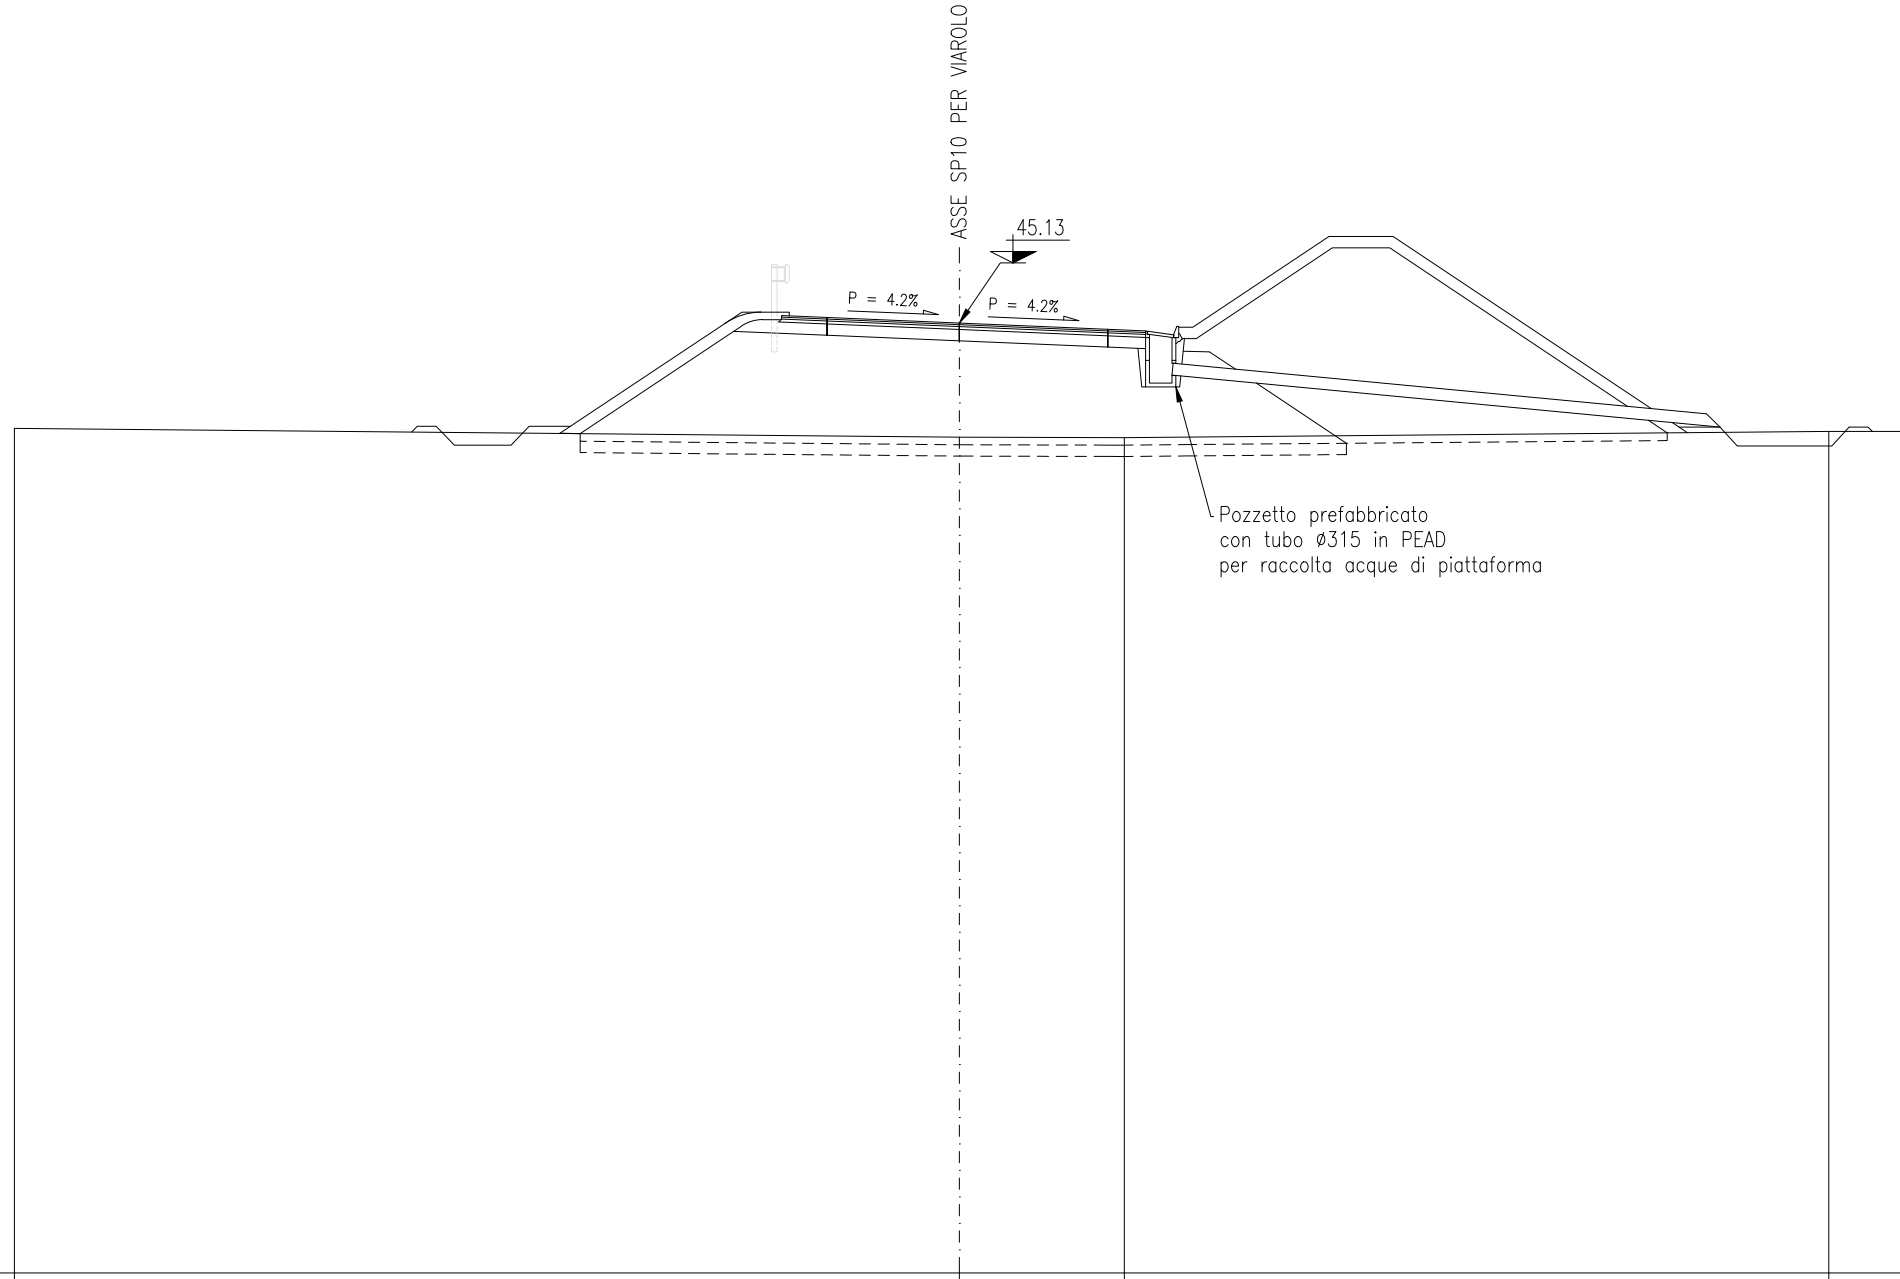 ASSE SP10 PER VIAROLO
45.13
P = 4.2%
P = 4.2%
Pozzetto prefabbricato
con tubo Ø315 in PEAD
per raccolta acque di piattaforma